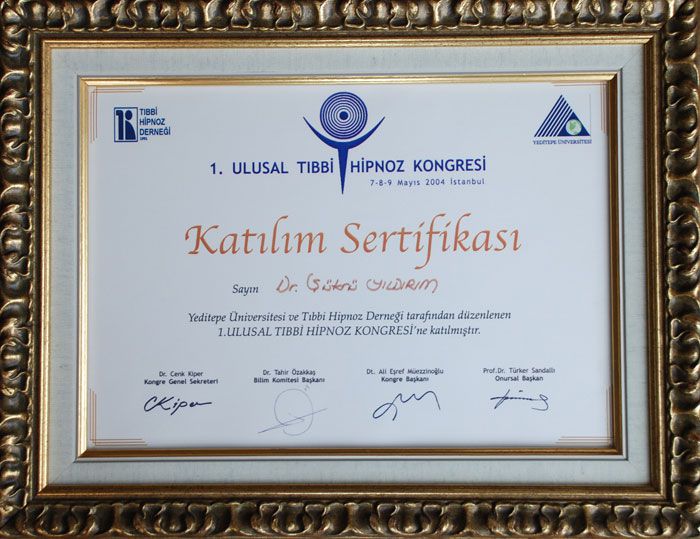 TIBBİ
HİPNOZ
DERNEĞİ
YEDİTEPE ÜNİVERSİTESİ
1. ULUSAL TIBBİ HİPNOZ KONGRESİ
7-8-9 Mayıs 2004 İstanbul
Katılım Sertifikası
Sayın Dr. Şükrü YILDIRIM
Yeditepe Üniversitesi ve Tıbbi Hipnoz Derneği tarafından düzenlenen
1.ULUSAL TIBBİ HİPNOZ KONGRESİ'ne katılmıştır.
Dr. Cenk Kiper
Kongre Genel Sekreteri
Dr. Tahir Özakkaş
Bilim Komitesi Başkanı
Dt. Ali Eşref Müezzinoğlu
Kongre Başkanı
Prof.Dr. Türker Sandallı
Onursal Başkan
CKiper